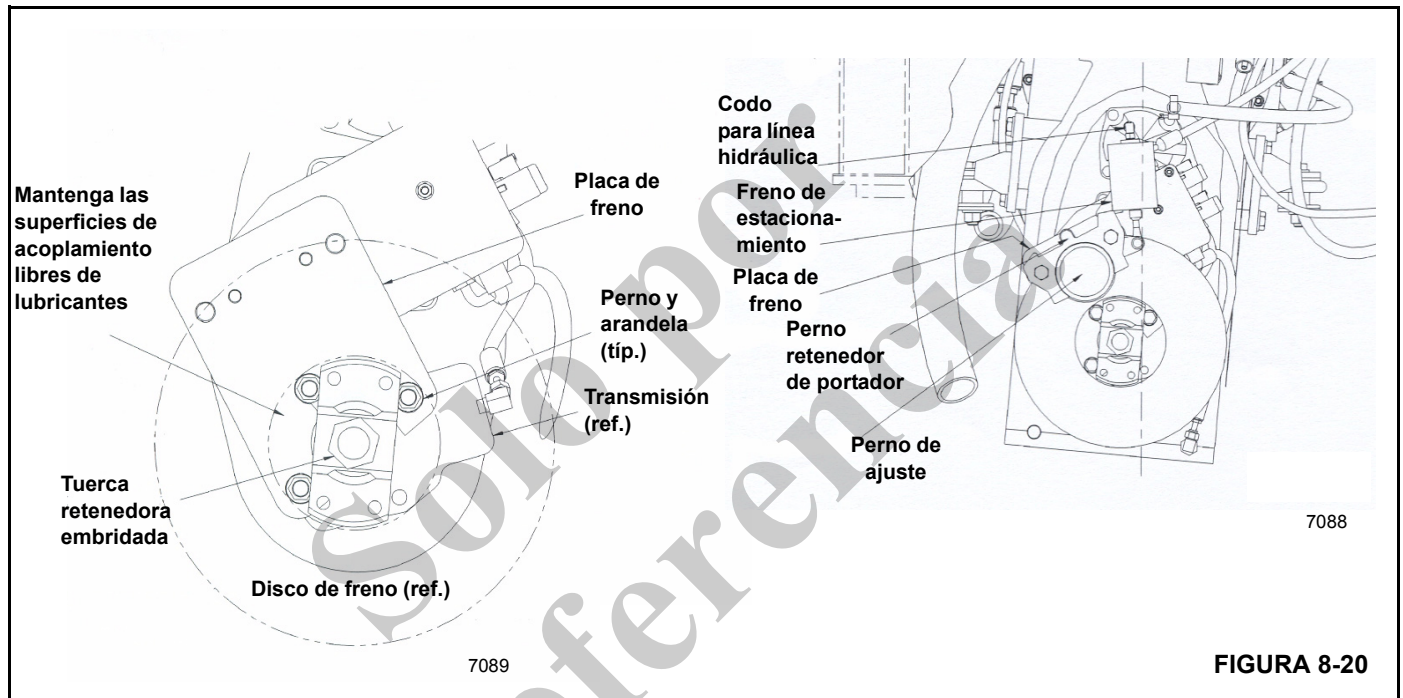 Mantenga las
superficies de
acoplamiento
libres de
lubricantes
Placa de
freno
Perno y
arandela
(típ.)
Transmisión
(ref.)
Tuerca
retenedora
embridada
Disco de freno (ref.)
7089
Codo
para línea
hidráulica
Freno de
estaciona-
miento
Placa de
freno
Perno
retenedor
de portador
Perno de
ajuste
7088
FIGURA 8-20
Solo por
referencia